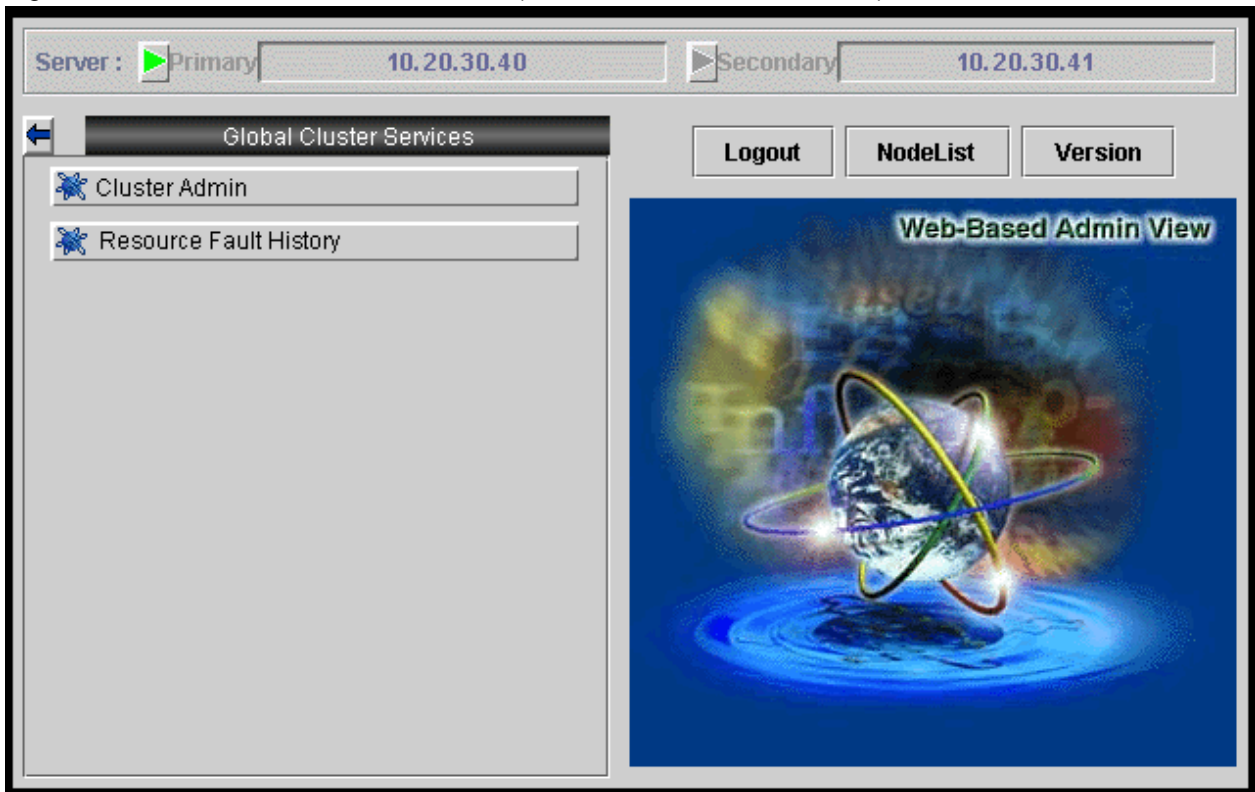 Server : Primary 10.20.30.40 Secondary 10.20.30.41
Global Cluster Services
Logout NodeList Version
Cluster Admin
Resource Fault History
Web-Based Admin View